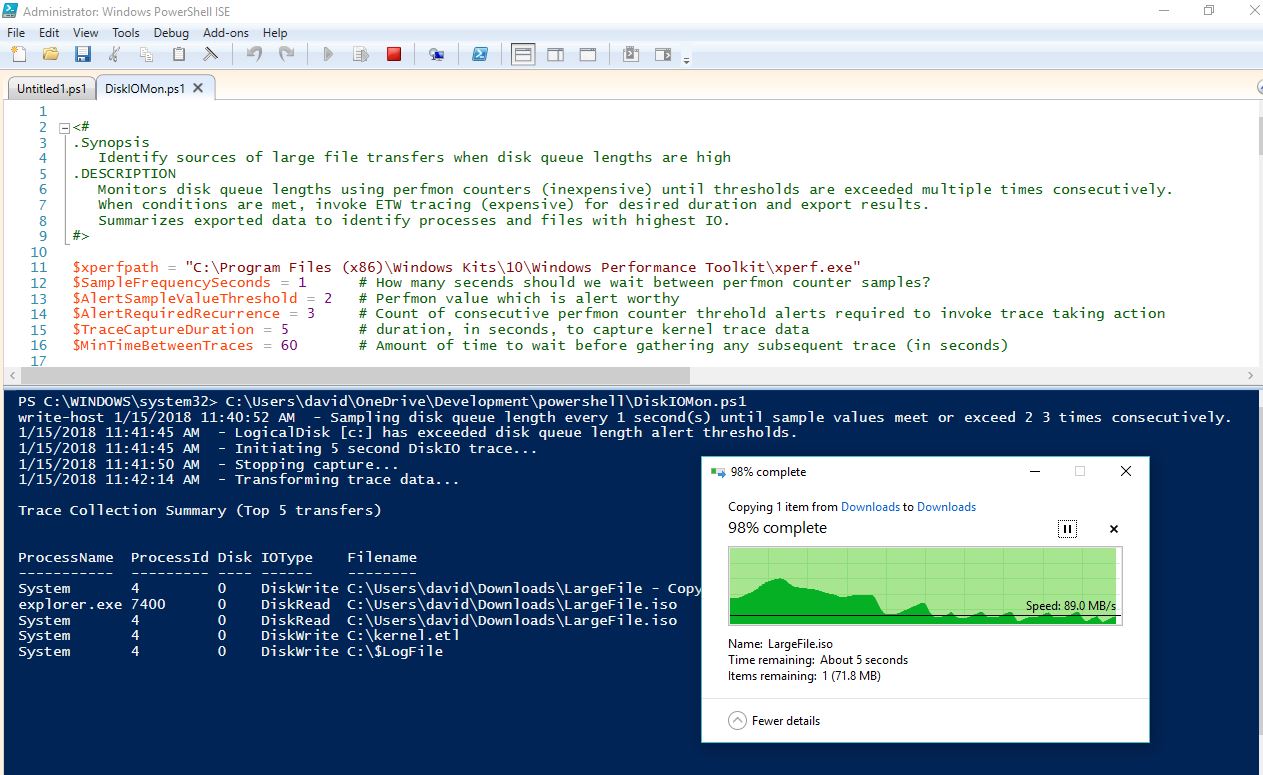 Administrator: Windows PowerShell ISE
File Edit View Tools Debug Add-ons Help
Untitled1.ps1 DiskIOMon.ps1 X
1
2 <#
3 .Synopsis
4 Identify sources of large file transfers when disk queue lengths are high
5 .DESCRIPTION
6 Monitors disk queue lengths using perfmon counters (inexpensive) until thresholds are exceeded multiple times consecutively.
7 When conditions are met, invoke ETW tracing (expensive) for desired duration and export results.
8 Summarizes exported data to identify processes and files with highest IO.
9 #>
10
11 $xperfpath = "C:\Program Files (x86)\Windows Kits\10\Windows Performance Toolkit\xperf.exe"
12 $SampleFrequencySeconds = 1 # How many secends should we wait between perfmon counter samples?
13 $AlertSampleValueThreshold = 2 # Perfmon value which is alert worthy
14 $AlertRequiredRecurrence = 3 # Count of consecutive perfmon counter threhold alerts required to invoke trace taking action
15 $TraceCaptureDuration = 5 # duration, in seconds, to capture kernel trace data
16 $MinTimeBetweenTraces = 60 # Amount of time to wait before gathering any subsequent trace (in seconds)
17
PS C:\WINDOWS\system32> C:\Users\david\OneDrive\Development\powershell\DiskIOMon.ps1
write-host 1/15/2018 11:40:52 AM - Sampling disk queue length every 1 second(s) until sample values meet or exceed 2 3 times consecutively.
1/15/2018 11:41:45 AM - LogicalDisk [c:] has exceeded disk queue length alert thresholds.
1/15/2018 11:41:45 AM - Initiating 5 second DiskIO trace...
1/15/2018 11:41:50 AM - Stopping capture...
1/15/2018 11:42:14 AM - Transforming trace data...
Trace Collection Summary (Top 5 transfers)
ProcessName ProcessId Disk IOType Filename
----------- --------- ---- ------ --------
System 4 0 DiskWrite C:\Users\david\Downloads\LargeFile - Copy
explorer.exe 7400 0 DiskRead C:\Users\david\Downloads\LargeFile.iso
System 4 0 DiskRead C:\Users\david\Downloads\LargeFile.iso
System 4 0 DiskWrite C:\kernel.etl
System 4 0 DiskWrite C:\$LogFile
98% complete
Copying 1 item from Downloads to Downloads
98% complete
Speed: 89.0 MB/s
Name: LargeFile.iso
Time remaining: About 5 seconds
Items remaining: 1 (71.8 MB)
Fewer details